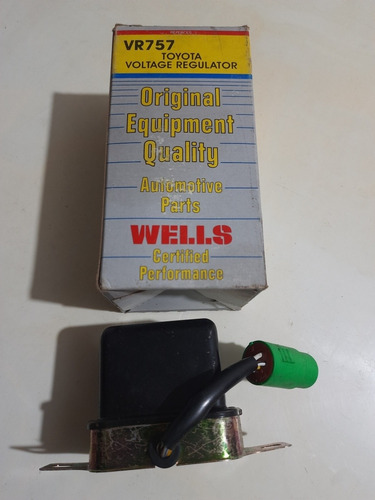 VR757
TOYOTA
VOLTAGE REGULATOR
Original
Equipment
Quality
Automotive
Parts
WELLS
Certified
Performance